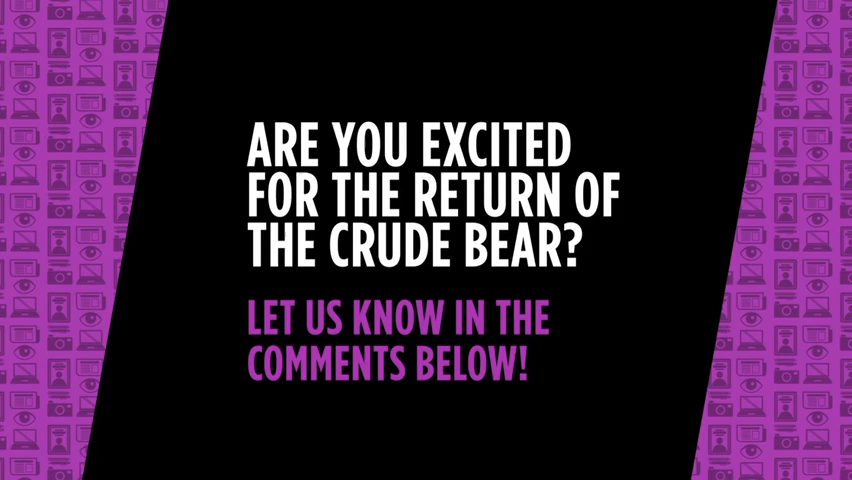 ARE YOU EXCITED
FOR THE RETURN OF
THE CRUDE BEAR?
LET US KNOW IN THE
COMMENTS BELOW!